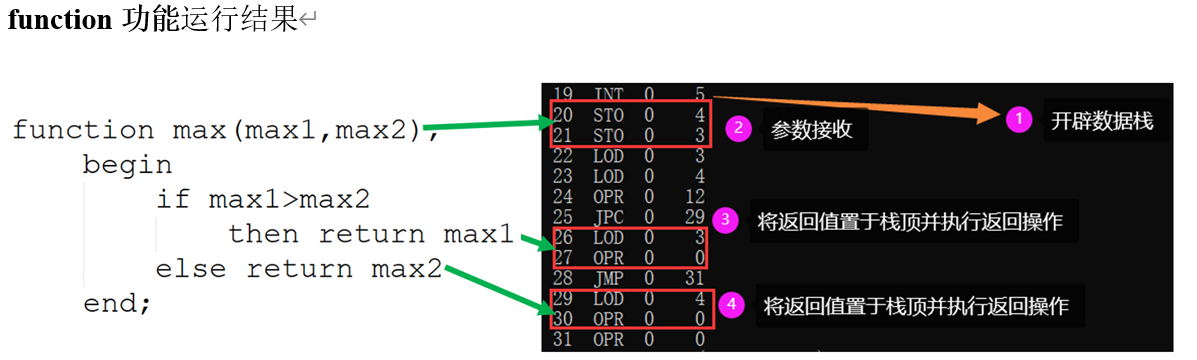 function 功能运行结果↵
function max(max1,max2),
begin
if max1>max2
then return max1
else return max2
end;
19 INT 0 5
20 STO 0 4
21 STO 0 3
22 LOD 0 3
23 LOD 0 4
24 OPR 0 12
25 JPC 0 29
26 LOD 0 3
27 OPR 0 0
28 JMP 0 31
29 LOD 0 4
30 OPR 0 0
31 OPR 0 0
1 开辟数据栈
2 参数接收
3 将返回值置于栈顶并执行返回操作
4 将返回值置于栈顶并执行返回操作